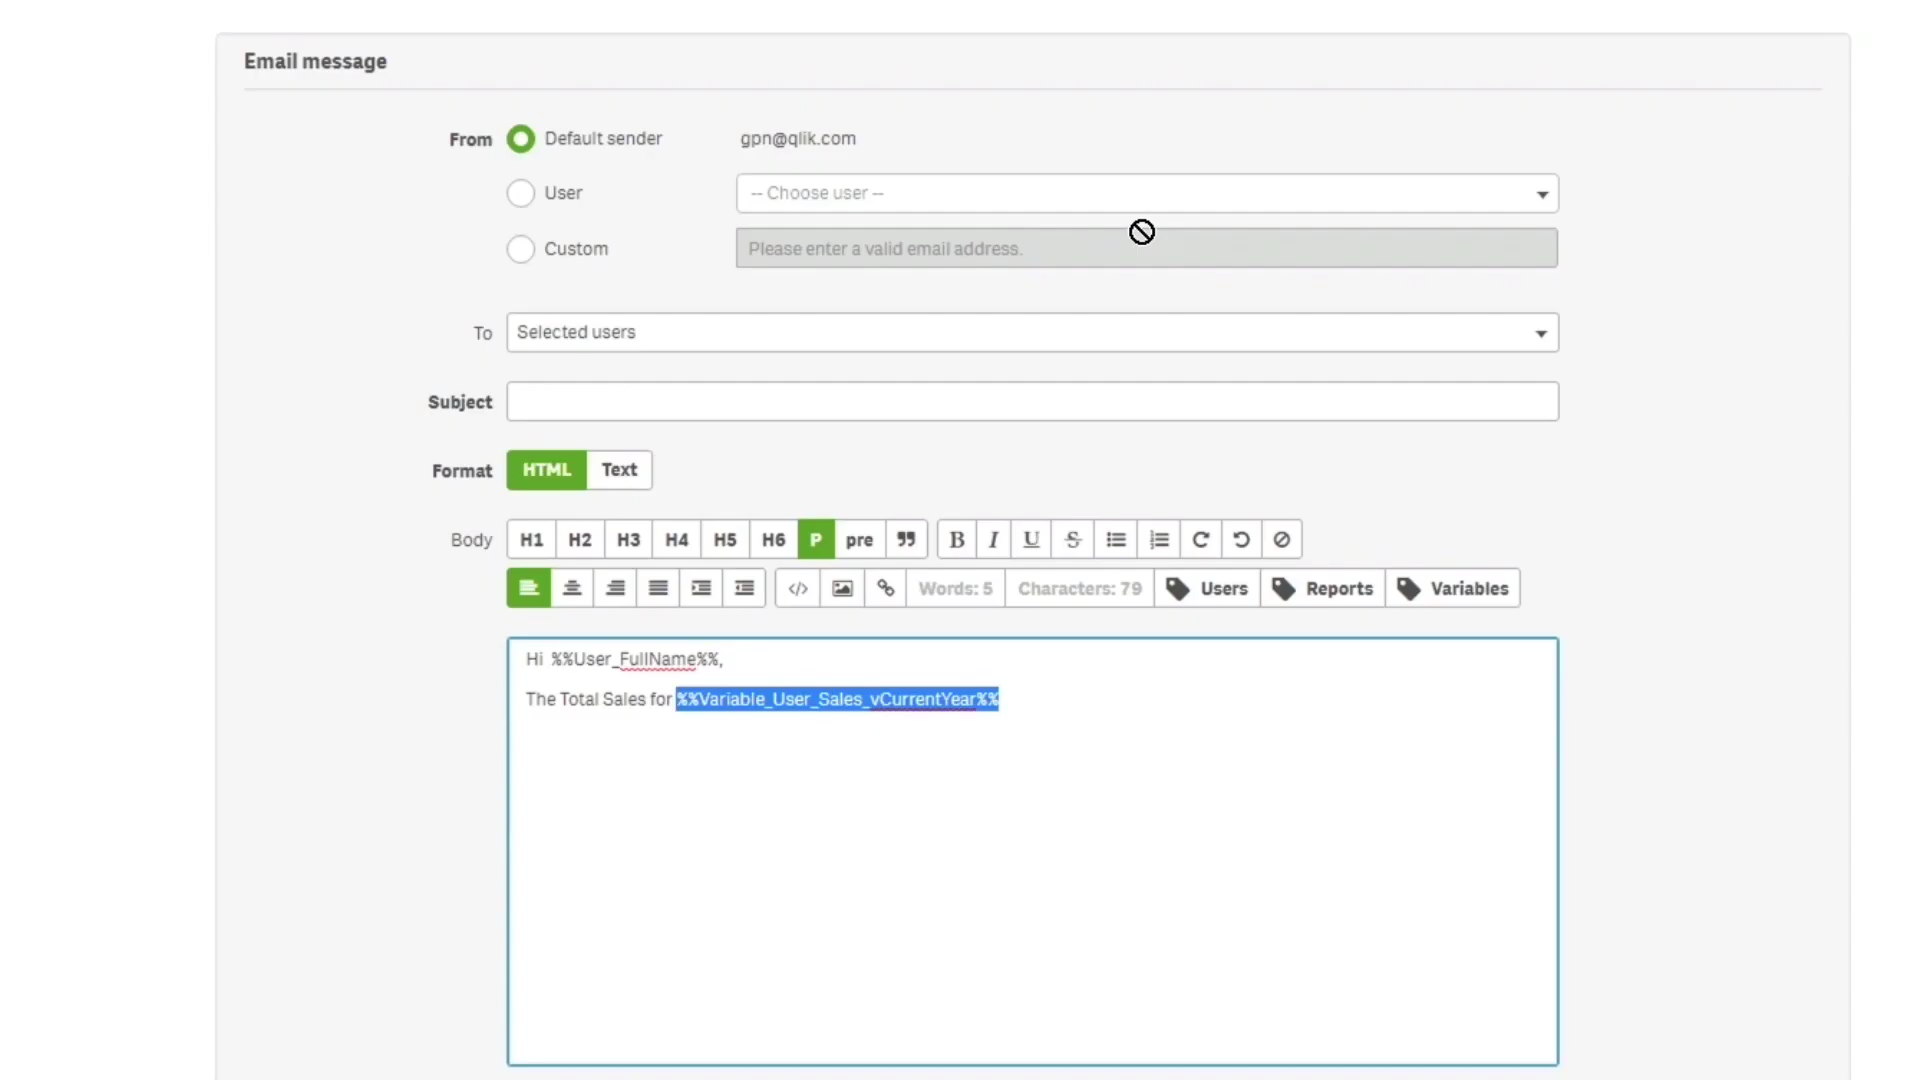 Email message
From Default sender gpn@qlik.com
User -- Choose user --
Custom Please enter a valid email address.
To Selected users
Subject
Format HTML Text
Body H1 H2 H3 H4 H5 H6 P pre B I U S
Words: 5 Characters: 79 Users Reports Variables
Hi %%User_FullName%%,
The Total Sales for %%Variable_User_Sales_vCurrentYear%%